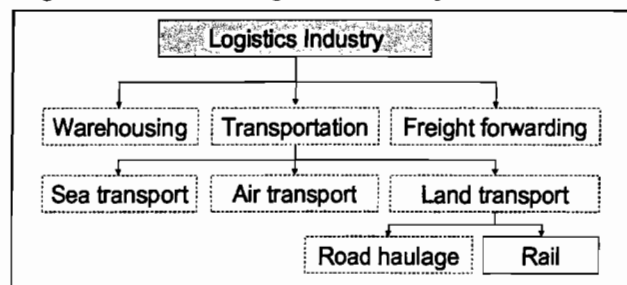 Logistics Industry
Warehousing Transportation Freight forwarding
Sea transport Air transport Land transport
Road haulage Rail